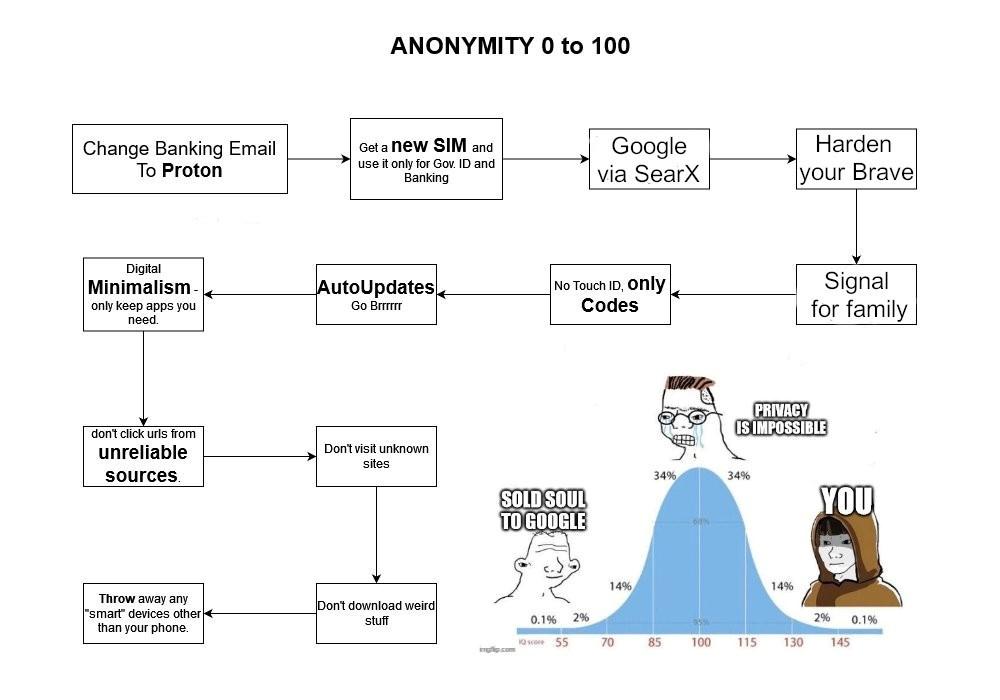 ANONYMITY 0 to 100
Change Banking Email
To Proton
Get a new SIM and
use it only for Gov. ID and
Banking
Google
via SearX
Harden
your Brave
Signal
for family
No Touch ID, only
Codes
AutoUpdates
Go Brrrrrr
Digital
Minimalism -
only keep apps you
need.
don't click urls from
unreliable
sources.
Don't visit unknown
sites
Don't download weird
stuff
Throw away any
"smart" devices other
than your phone.
PRIVACY
IS IMPOSSIBLE
34% 34%
SOLD SOUL
TO GOOGLE
YOU
68%
14% 14%
0.1% 2% 95% 2% 0.1%
IQ score 55 70 85 100 115 130 145
imgflip.com